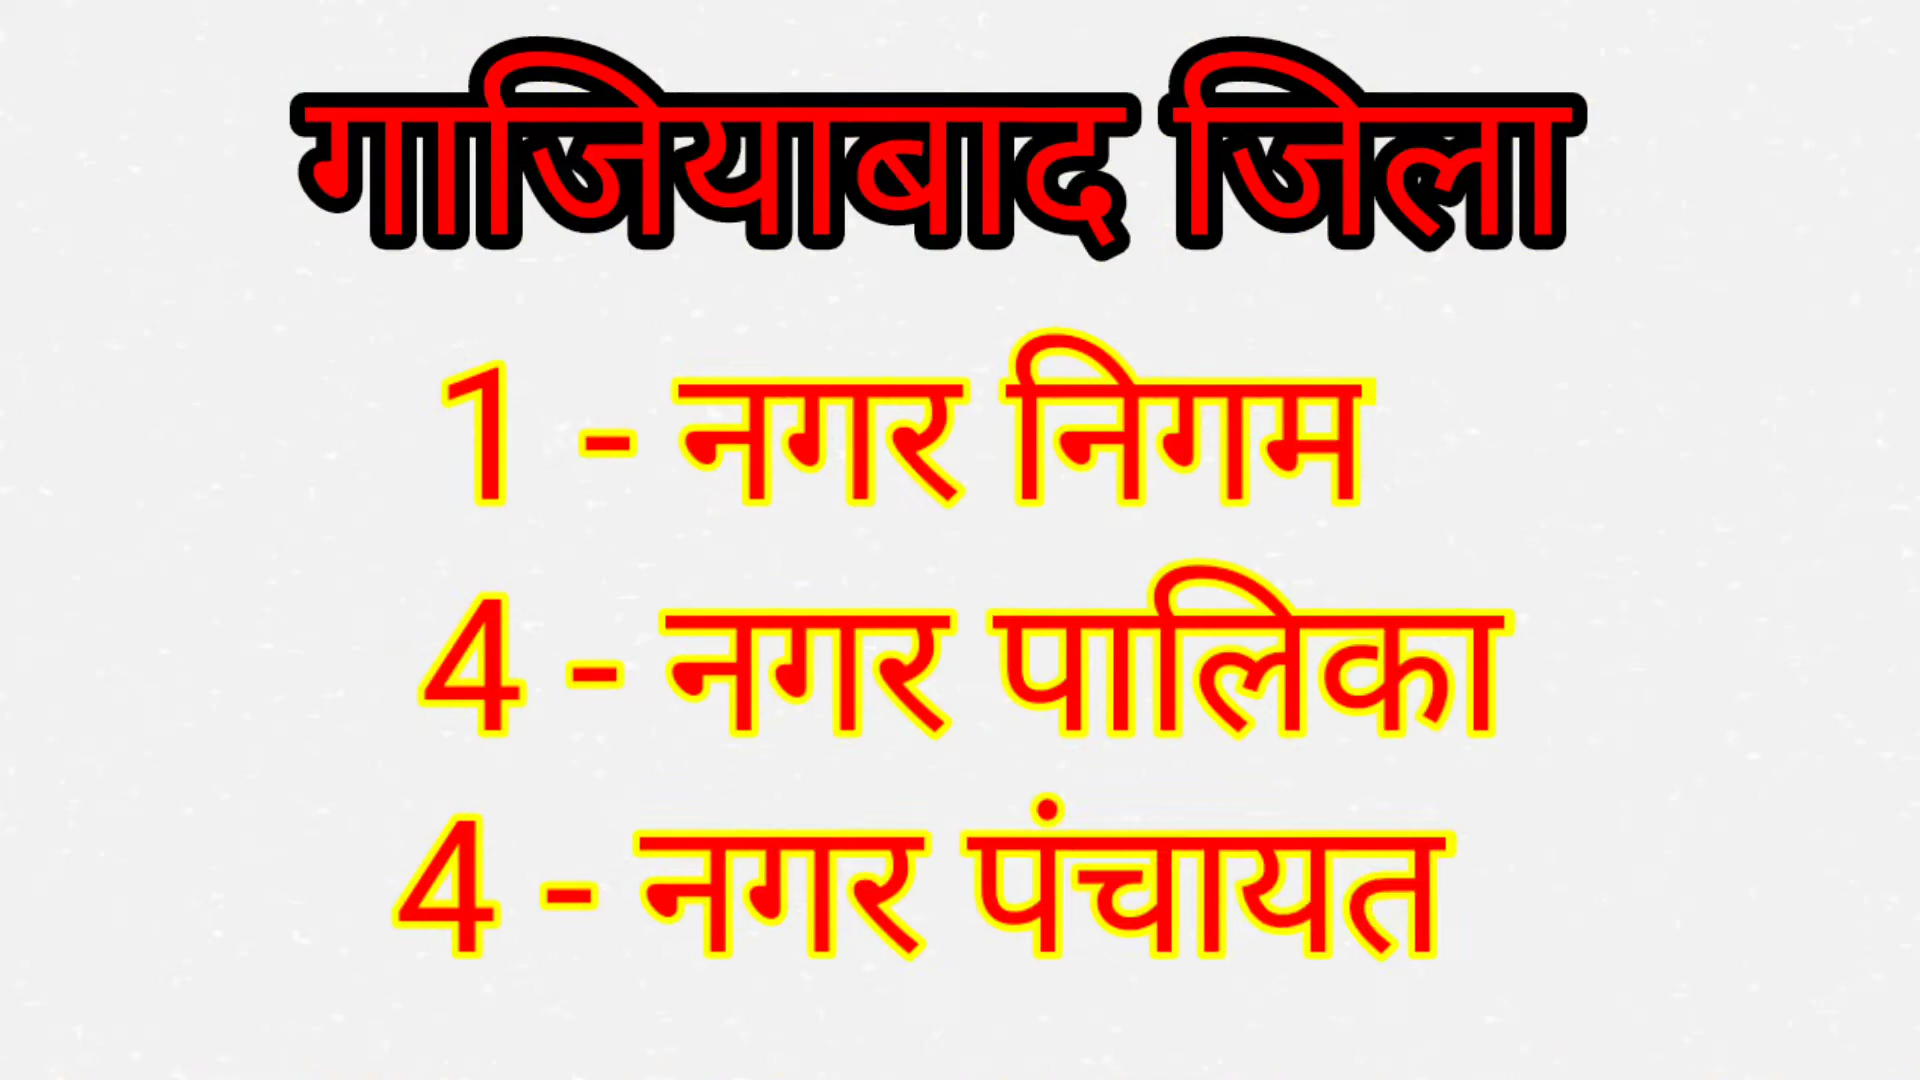 गाजियाबाद जिला
1 - नगर निगम
4 - नगर पालिका
4 - नगर पंचायत